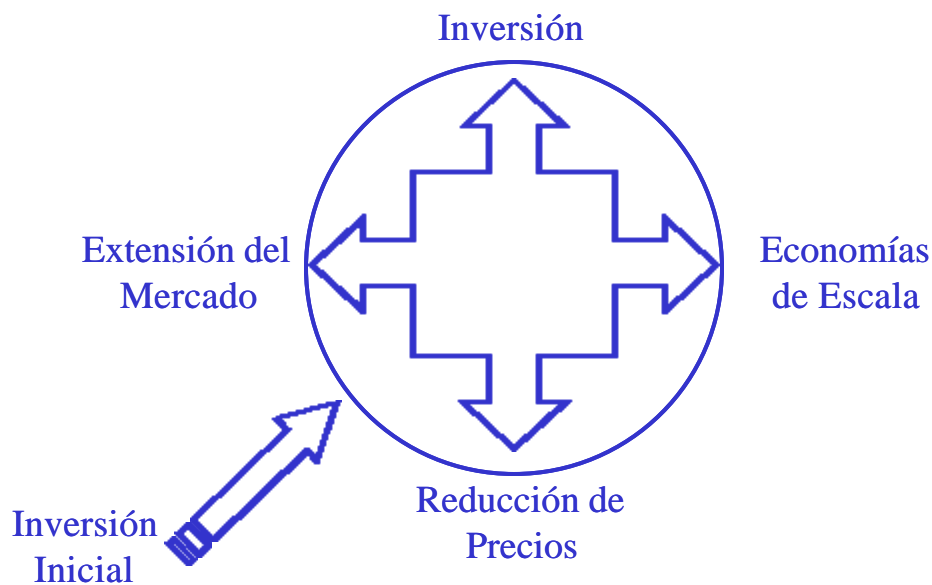 Inversión
Extensión del
Mercado
Economías
de Escala
Reducción de
Precios
Inversión
Inicial